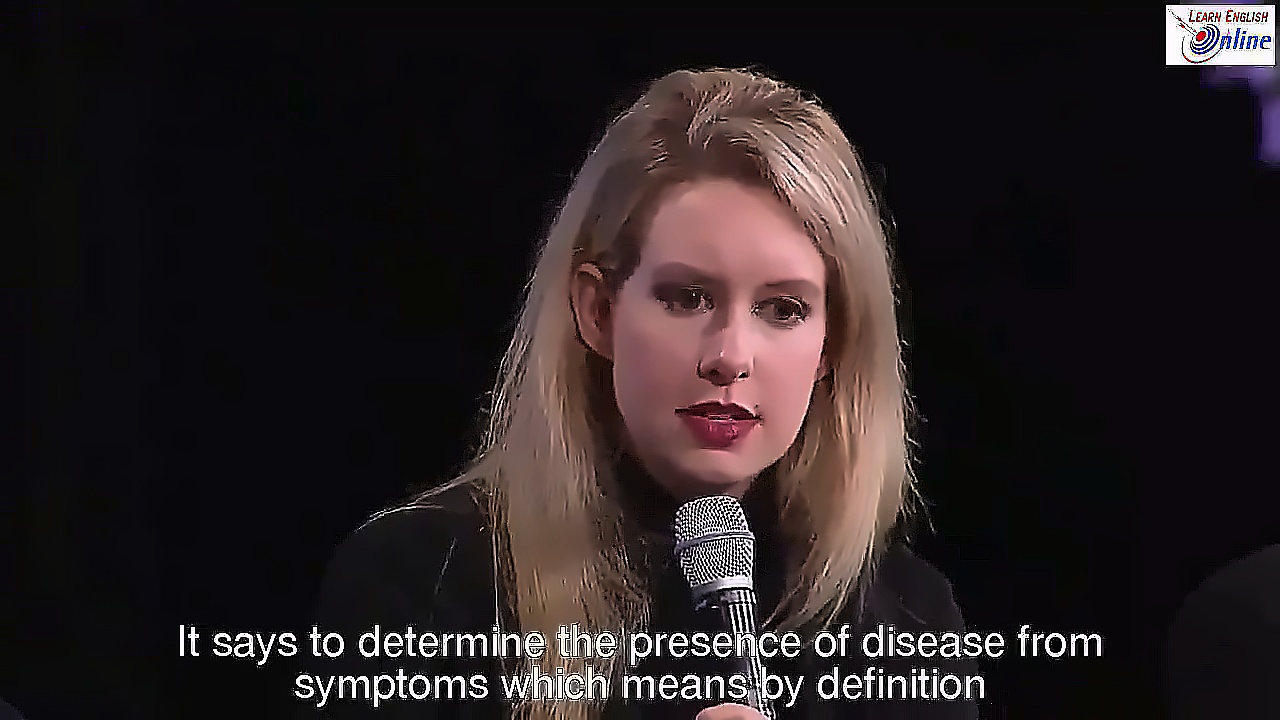 LEARN ENGLISH
Online
It says to determine the presence of disease from
symptoms which means by definition